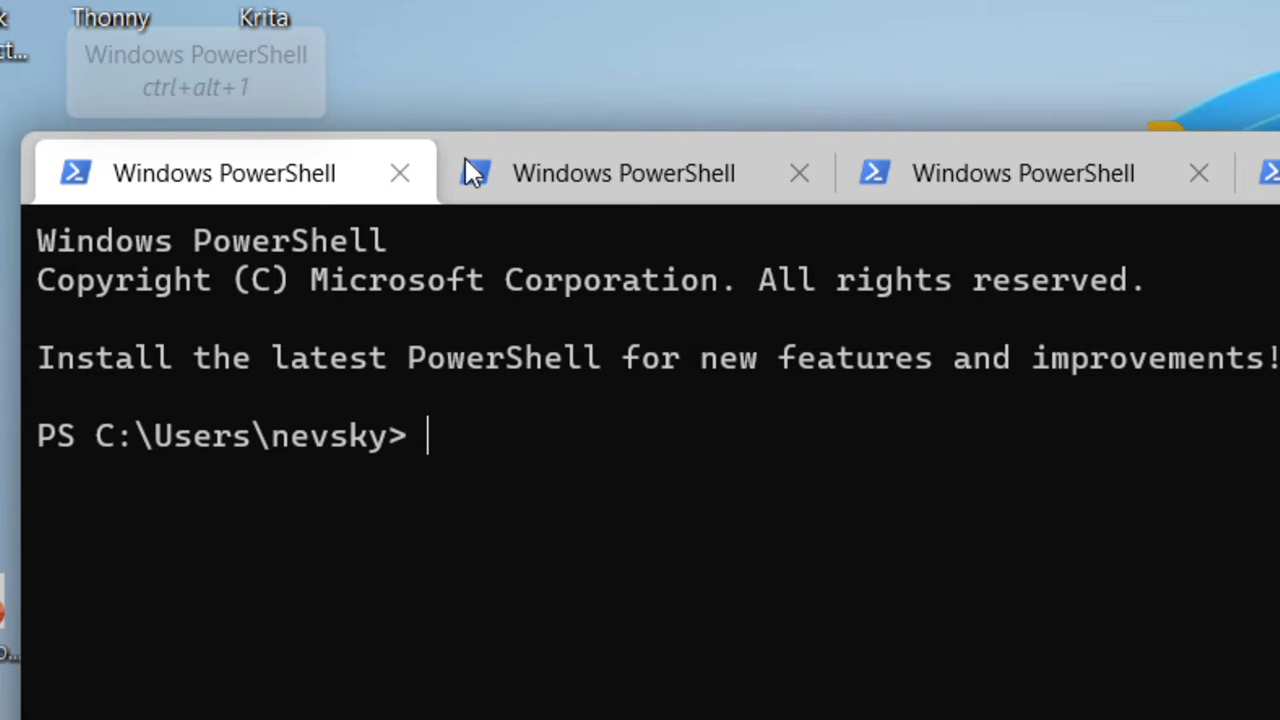 Thonny
Krita
ct...
Windows PowerShell
ctrl+alt+1
Windows PowerShell
Windows PowerShell
Windows PowerShell
Windows PowerShell
Copyright (C) Microsoft Corporation. All rights reserved.
Install the latest PowerShell for new features and improvements!
PS C:\Users\nevsky>